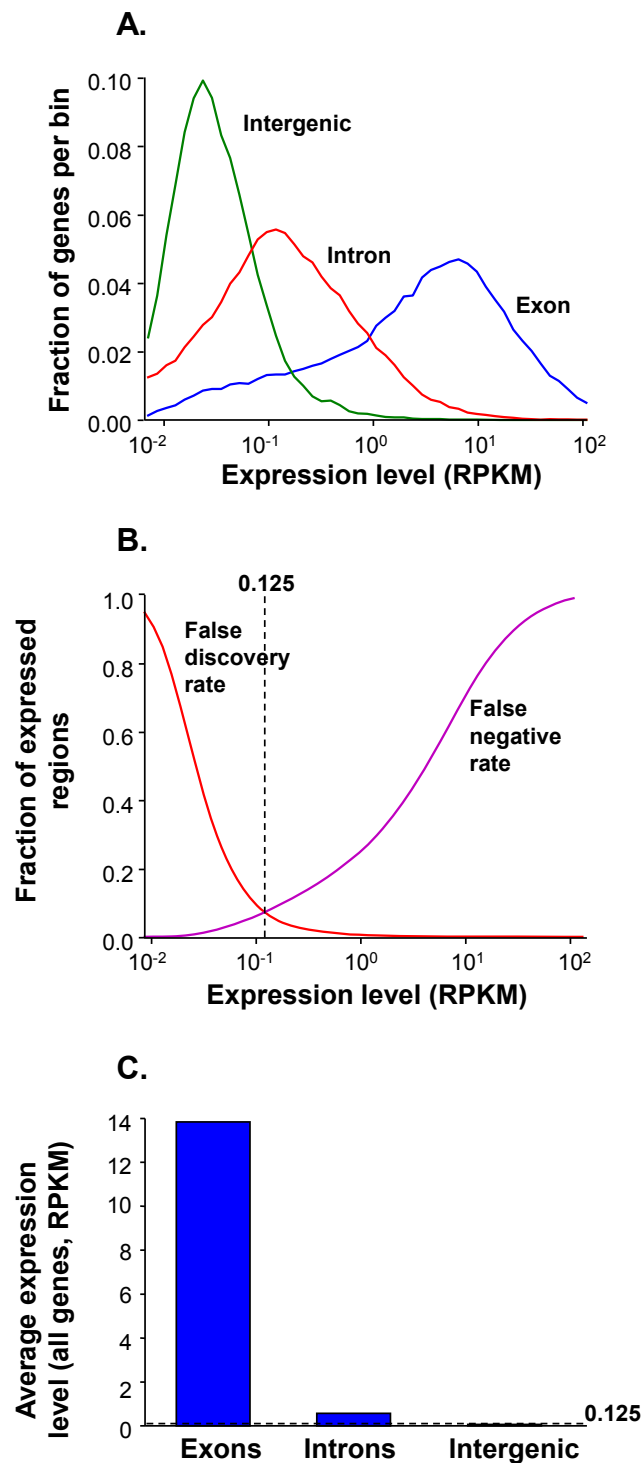 A.
Fraction of genes per bin
0.10
0.08
0.06
0.04
0.02
0.00
Intergenic
Intron
Exon
10-2
10-1
100
101
102
Expression level (RPKM)
B.
0.125
Fraction of expressed
regions
1.0
0.8
0.6
0.4
0.2
0.0
False
discovery
rate
False
negative
rate
10-2
10-1
100
101
102
Expression level (RPKM)
C.
Average expression
level (all genes, RPKM)
14
12
10
8
6
4
2
0
0.125
Exons
Introns
Intergenic